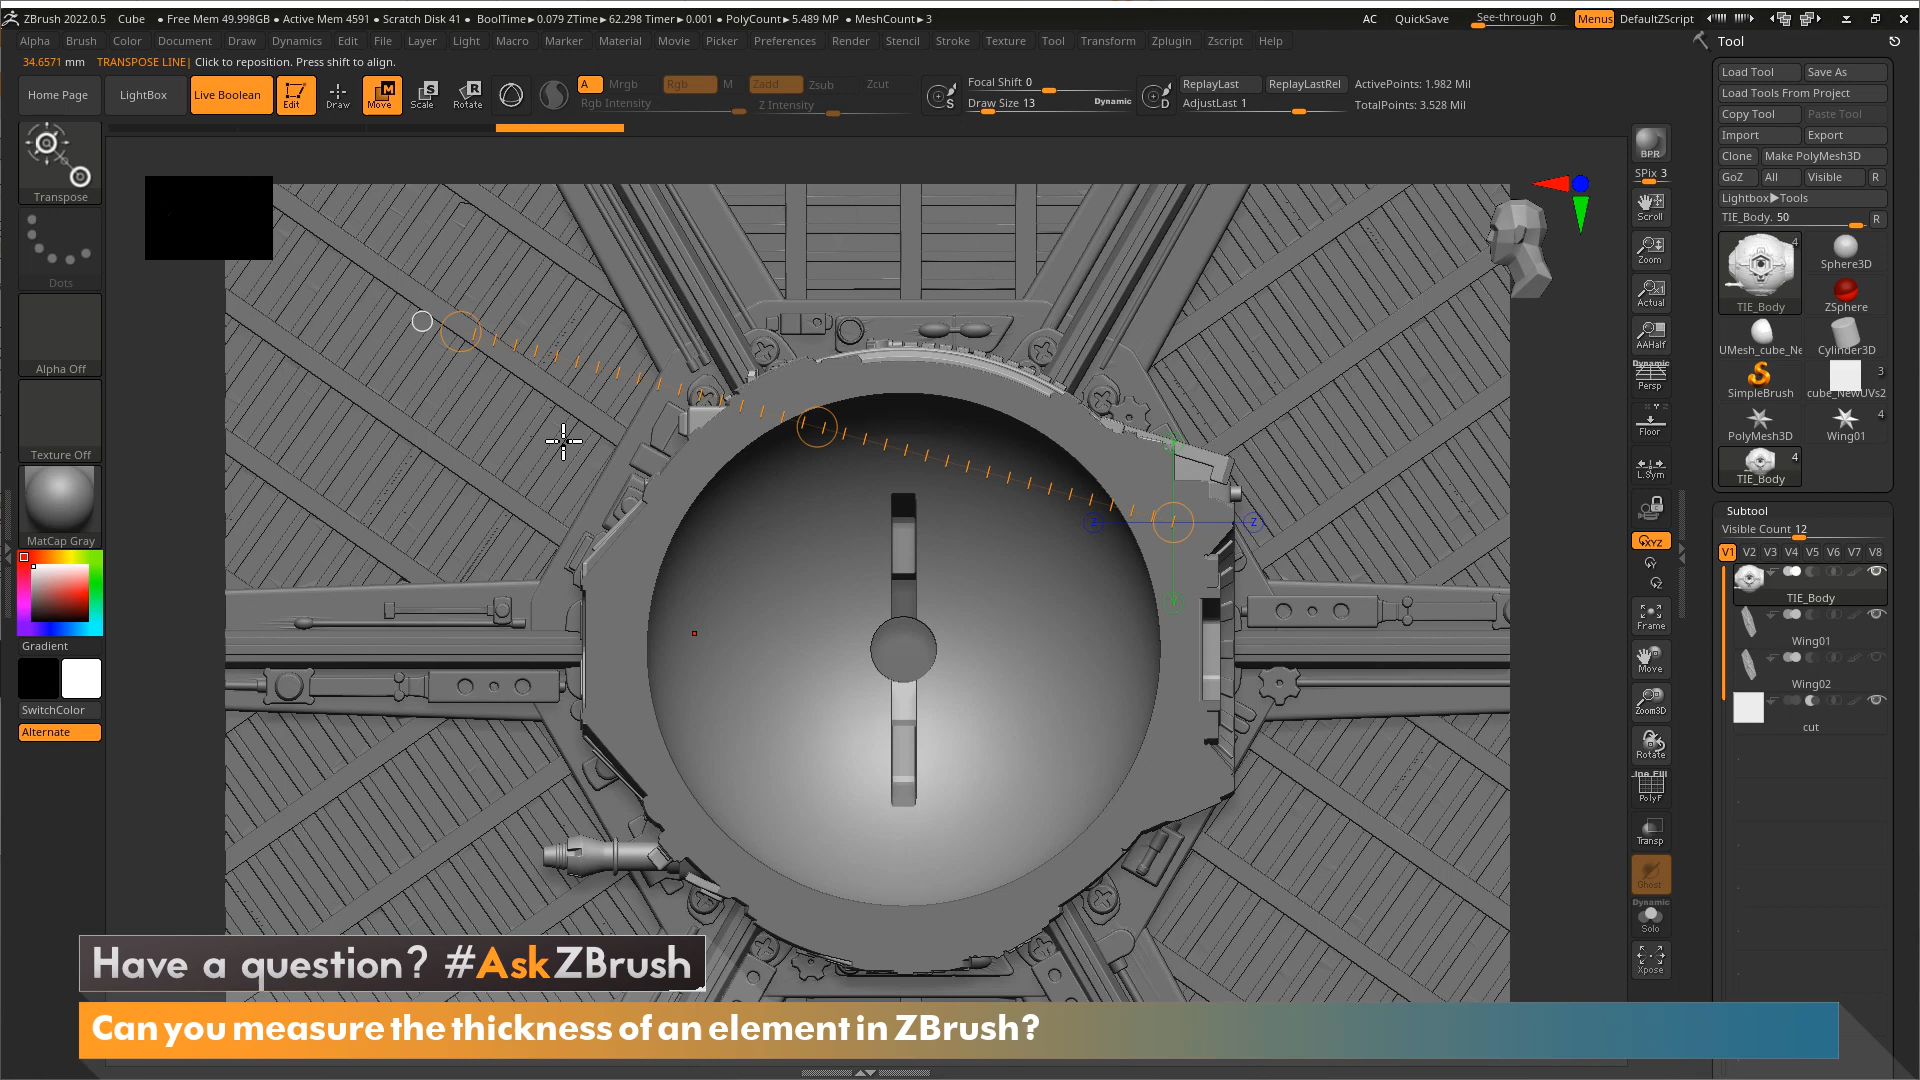 ZBrush 2022.0.5 Cube • Free Mem 49.998GB • Active Mem 4591 • Scratch Disk 41 • BoolTime▸0.079 ZTime▸62.298 Timer▸0.001 • PolyCount▸5.489 MP • MeshCount▸3 AC QuickSave See-through 0 Menus DefaultZScript
Alpha Brush Color Document Draw Dynamics Edit File Layer Light Macro Marker Material Movie Picker Preferences Render Stencil Stroke Texture Tool Transform Zplugin Zscript Help
34.6571 mm TRANSPOSE LINE| Click to reposition. Press shift to align.
Home Page LightBox Live Boolean Edit Draw Move Scale Rotate
A Mrgb Rgb M Zadd Zsub Zcut
Rgb Intensity Z Intensity
S Focal Shift 0
Draw Size 13 Dynamic
D ReplayLast ReplayLastRel ActivePoints: 1.982 Mil
AdjustLast 1 TotalPoints: 3.528 Mil
Transpose
Dots
Alpha Off
Texture Off
MatCap Gray
Gradient
SwitchColor
Alternate
Z
Z
BPR
SPix 3
Scroll
Zoom
Actual
AAHalf
Dynamic
Persp
Floor
L.Sym
XYZ
Y
Z
Frame
Move
Zoom3D
Rotate
Line Fill
PolyF
Transp
Ghost
Dynamic
Solo
Xpose
Tool
Load Tool Save As
Load Tools From Project
Copy Tool Paste Tool
Import Export
Clone Make PolyMesh3D
GoZ All Visible R
Lightbox▶Tools
TIE_Body. 50 R
4
TIE_Body Sphere3D
ZSphere
UMesh_cube_Ne Cylinder3D
3
SimpleBrush cube_NewUVs2
4
PolyMesh3D Wing01
4
TIE_Body
Subtool
Visible Count 12
V1 V2 V3 V4 V5 V6 V7 V8
TIE_Body
Wing01
Wing02
cut
Have a question? #AskZBrush
Can you measure the thickness of an element in ZBrush?